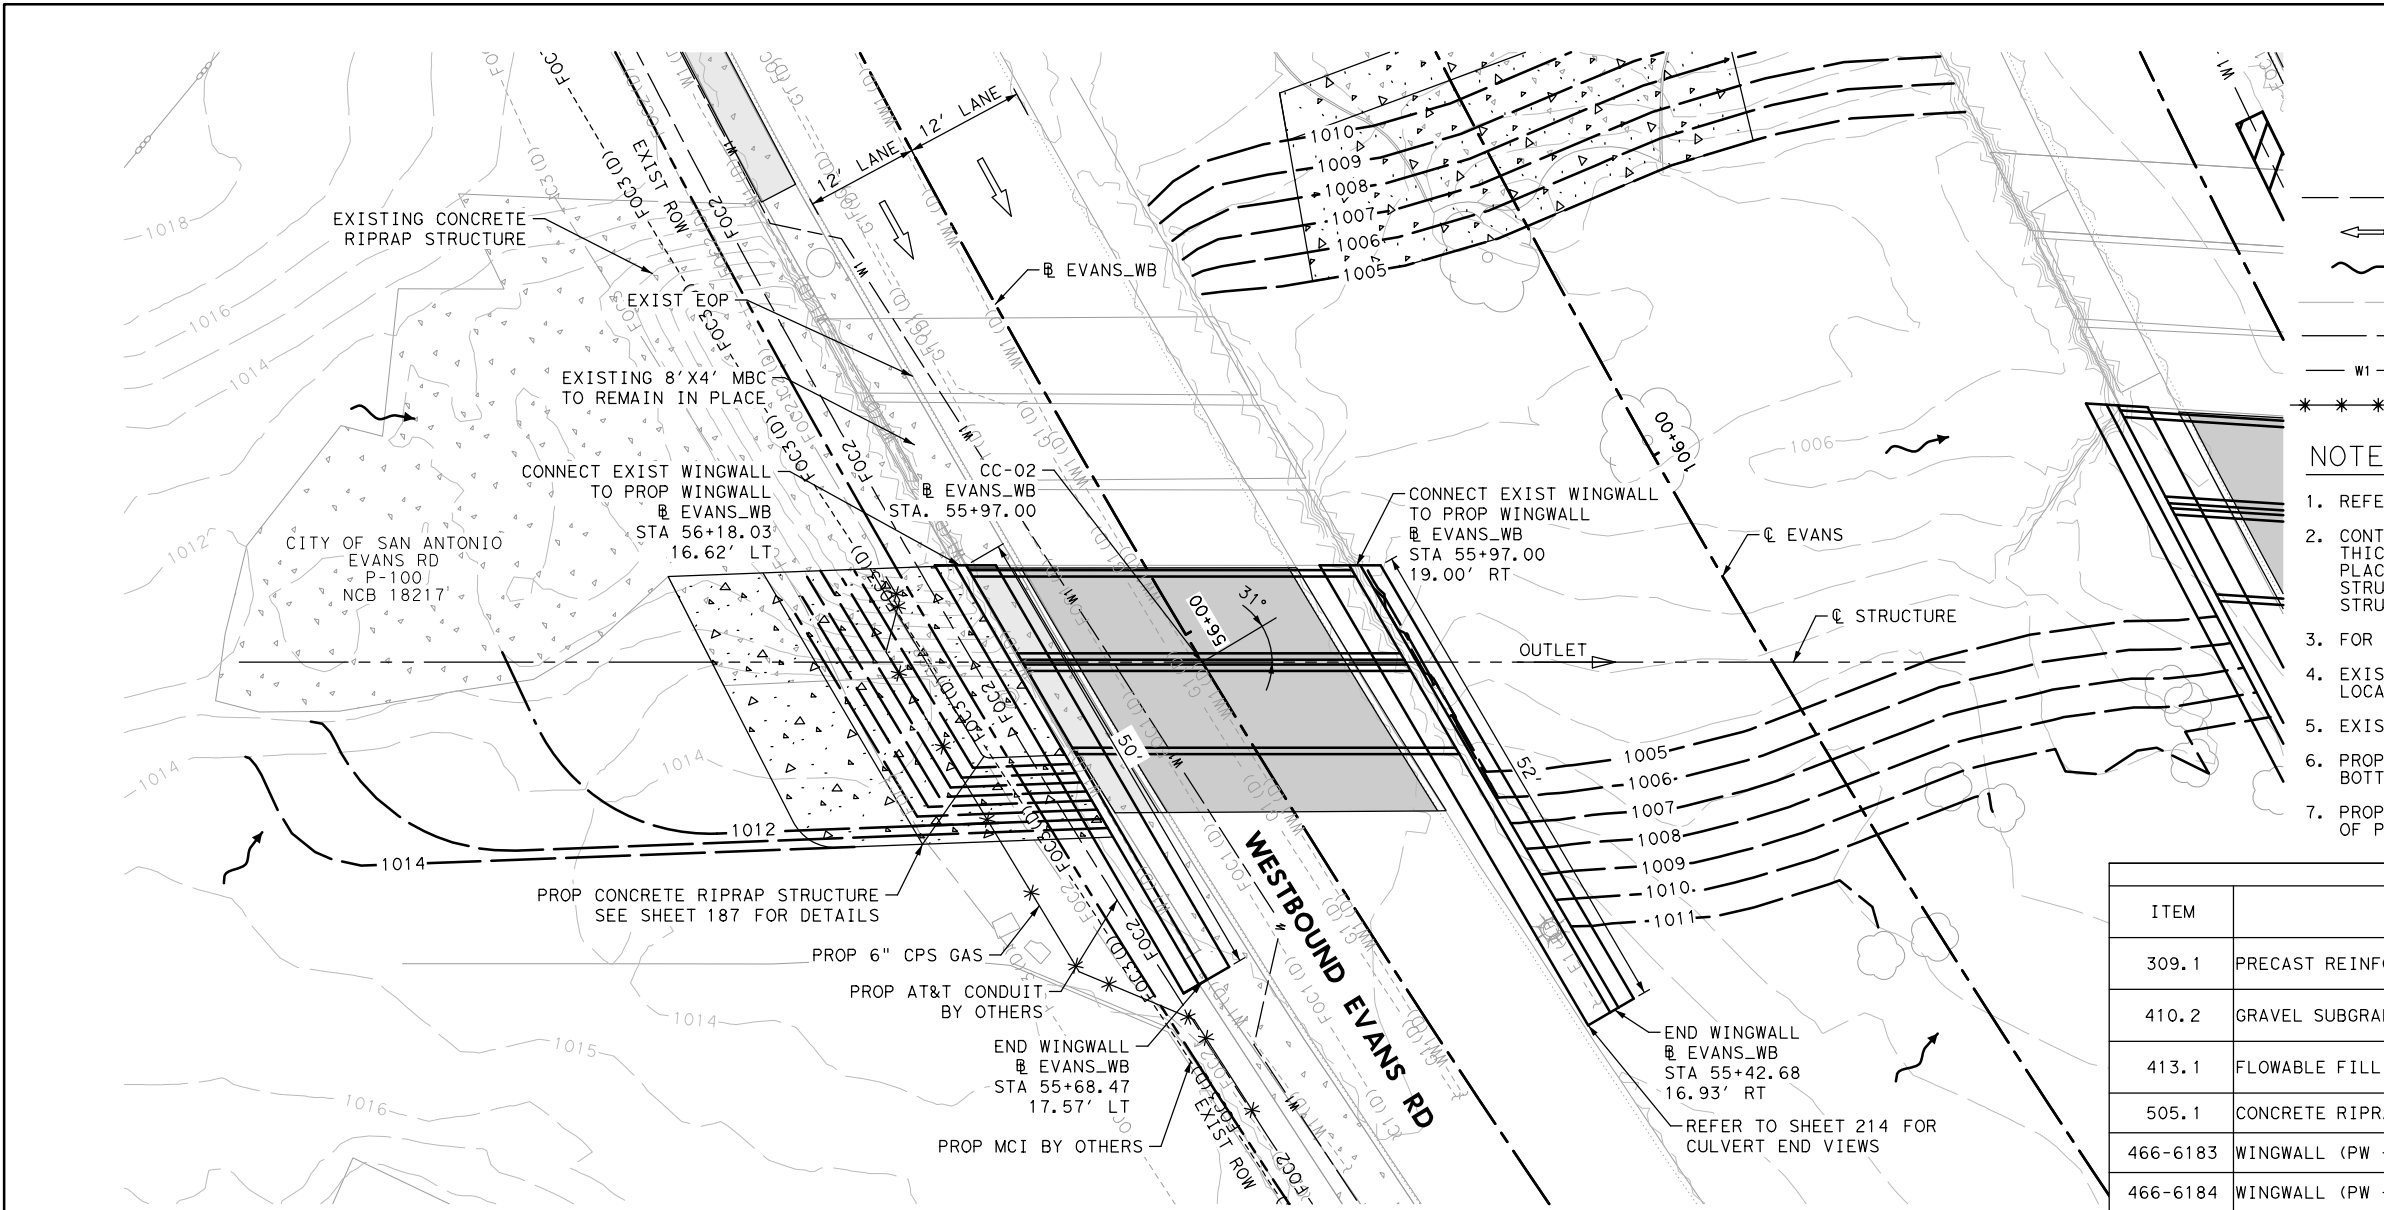 EXISTING CONCRETE
RIPRAP STRUCTURE
EXIST EOP
EXISTING 8'X4' MBC
TO REMAIN IN PLACE
CONNECT EXIST WINGWALL
TO PROP WINGWALL
℄ EVANS_WB
STA 56+18.03
16.62' LT
CC-02
℄ EVANS_WB
STA. 55+97.00
CITY OF SAN ANTONIO
EVANS RD
P-100
NCB 18217
12' LANE
12' LANE
EXIST ROW
℄ EVANS_WB
1010
1009
1008
1007
1006
1005
106+00
CONNECT EXIST WINGWALL
TO PROP WINGWALL
℄ EVANS_WB
STA 55+97.00
19.00' RT
℄ EVANS
℄ STRUCTURE
OUTLET
56+00
31°
50'
52'
1018
1016
1014
1012
1014
1014
1006
1012
1014
1005
1006
1007
1008
1009
1010
1011
PROP CONCRETE RIPRAP STRUCTURE
SEE SHEET 187 FOR DETAILS
PROP 6" CPS GAS
PROP AT&T CONDUIT
BY OTHERS
END WINGWALL
℄ EVANS_WB
STA 55+68.47
17.57' LT
PROP MCI BY OTHERS
1014
1015
1016
EXIST ROW
WESTBOUND EVANS RD
END WINGWALL
℄ EVANS_WB
STA 55+42.68
16.93' RT
REFER TO SHEET 214 FOR
CULVERT END VIEWS
FOC
FOC2
FOC3(D)
W1
WW1(D)
G1(D)
FOC1(D)
W1
NOTE
1. REFE
2. CONT
THIC
PLAC
STRU
STRU
3. FOR
4. EXIS
LOCA
5. EXIS
6. PROP
BOTT
7. PROP
OF P
ITEM
309.1 PRECAST REINF
410.2 GRAVEL SUBGRA
413.1 FLOWABLE FILL
505.1 CONCRETE RIPRA
466-6183 WINGWALL (PW -
466-6184 WINGWALL (PW -